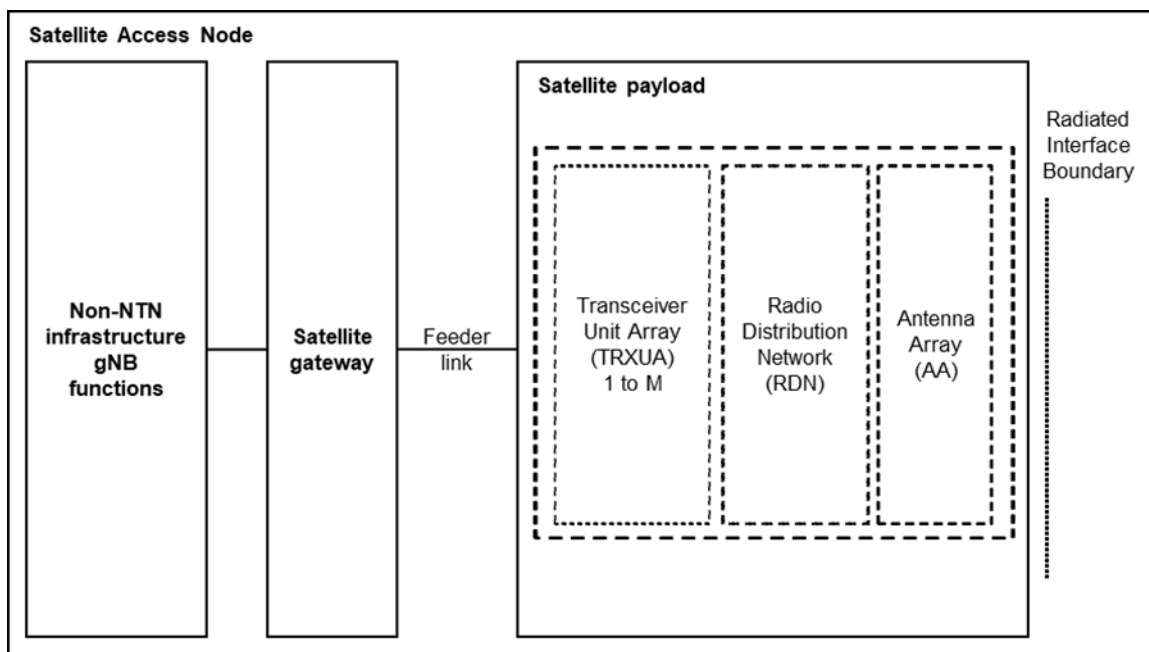 Satellite Access Node
Non-NTN
infrastructure
gNB
functions
Satellite
gateway
Feeder
link
Satellite payload
Transceiver
Unit Array
(TRXUA)
1 to M
Radio
Distribution
Network
(RDN)
Antenna
Array
(AA)
Radiated
Interface
Boundary